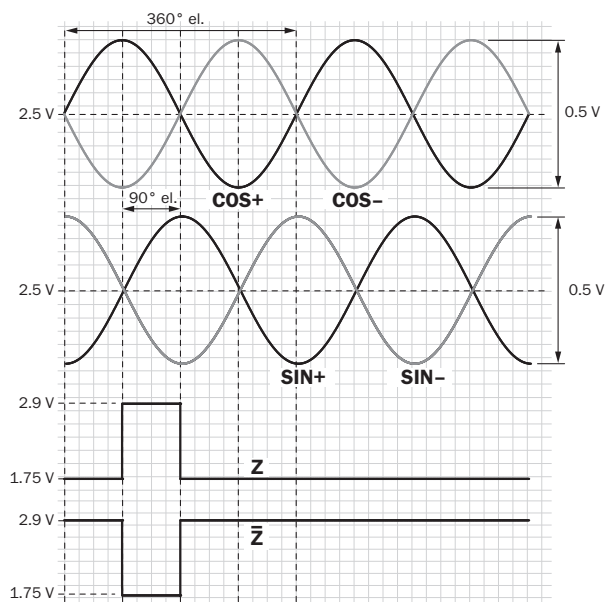 360° el.
2.5 V
0.5 V
COS+ COS–
90° el.
2.5 V
0.5 V
SIN+ SIN–
2.9 V
Z
1.75 V
2.9 V
Z̅
1.75 V